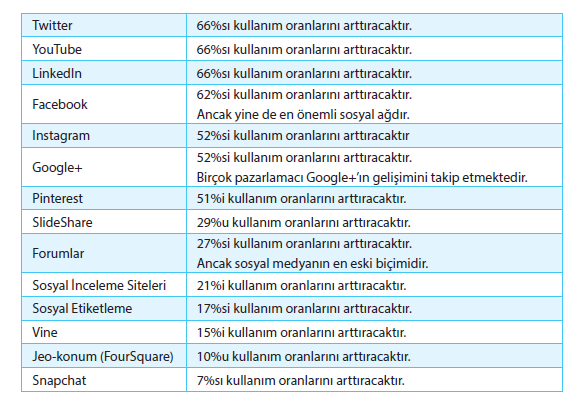 Twitter 66%sı kullanım oranlarını arttıracaktır.
YouTube 66%sı kullanım oranlarını arttıracaktır.
LinkedIn 66%sı kullanım oranlarını arttıracaktır.
Facebook 62%si kullanım oranlarını arttıracaktır.
Ancak yine de en önemli sosyal ağdır.
Instagram 52%si kullanım oranlarını arttıracaktır
Google+ 52%si kullanım oranlarını arttıracaktır.
Birçok pazarlamacı Google+'ın gelişimini takip etmektedir.
Pinterest 51%i kullanım oranlarını arttıracaktır.
SlideShare 29%u kullanım oranlarını arttıracaktır.
Forumlar 27%si kullanım oranlarını arttıracaktır.
Ancak sosyal medyanın en eski biçimidir.
Sosyal İnceleme Siteleri 21%i kullanım oranlarını arttıracaktır.
Sosyal Etiketleme 17%si kullanım oranlarını arttıracaktır.
Vine 15%i kullanım oranlarını arttıracaktır.
Jeo-konum (FourSquare) 10%u kullanım oranlarını arttıracaktır.
Snapchat 7%sı kullanım oranlarını arttıracaktır.